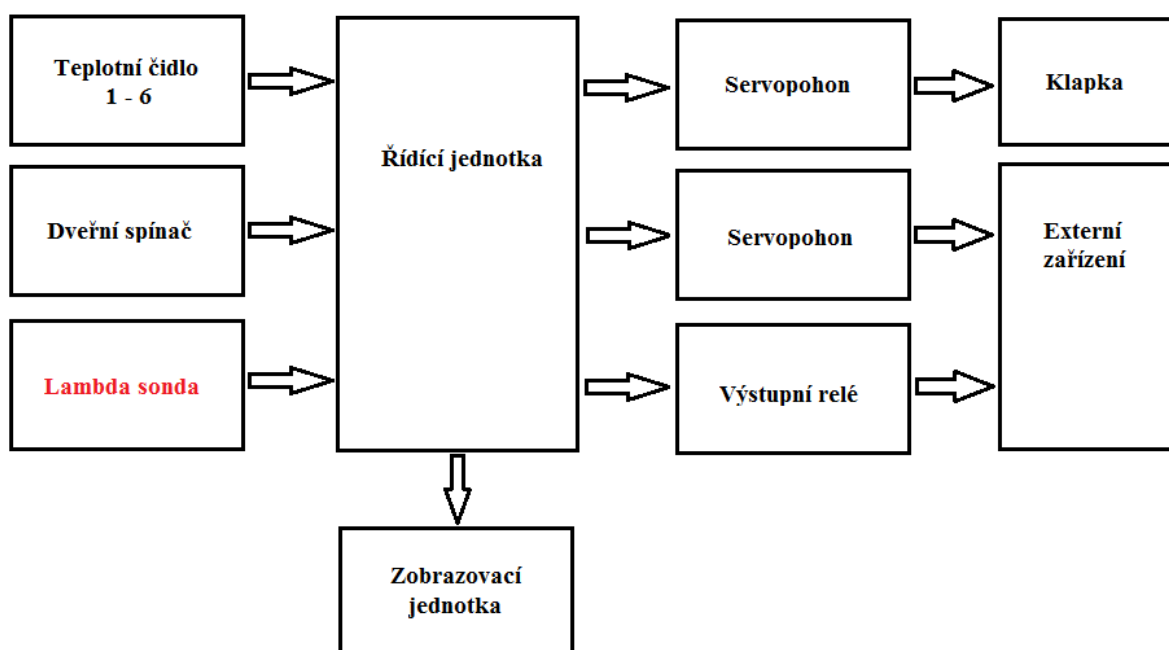 Teplotní čidlo
1 - 6
Řídící jednotka
Servopohon
Klapka
Dveřní spínač
Servopohon
Externí
zařízení
Lambda sonda
Výstupní relé
Zobrazovací
jednotka